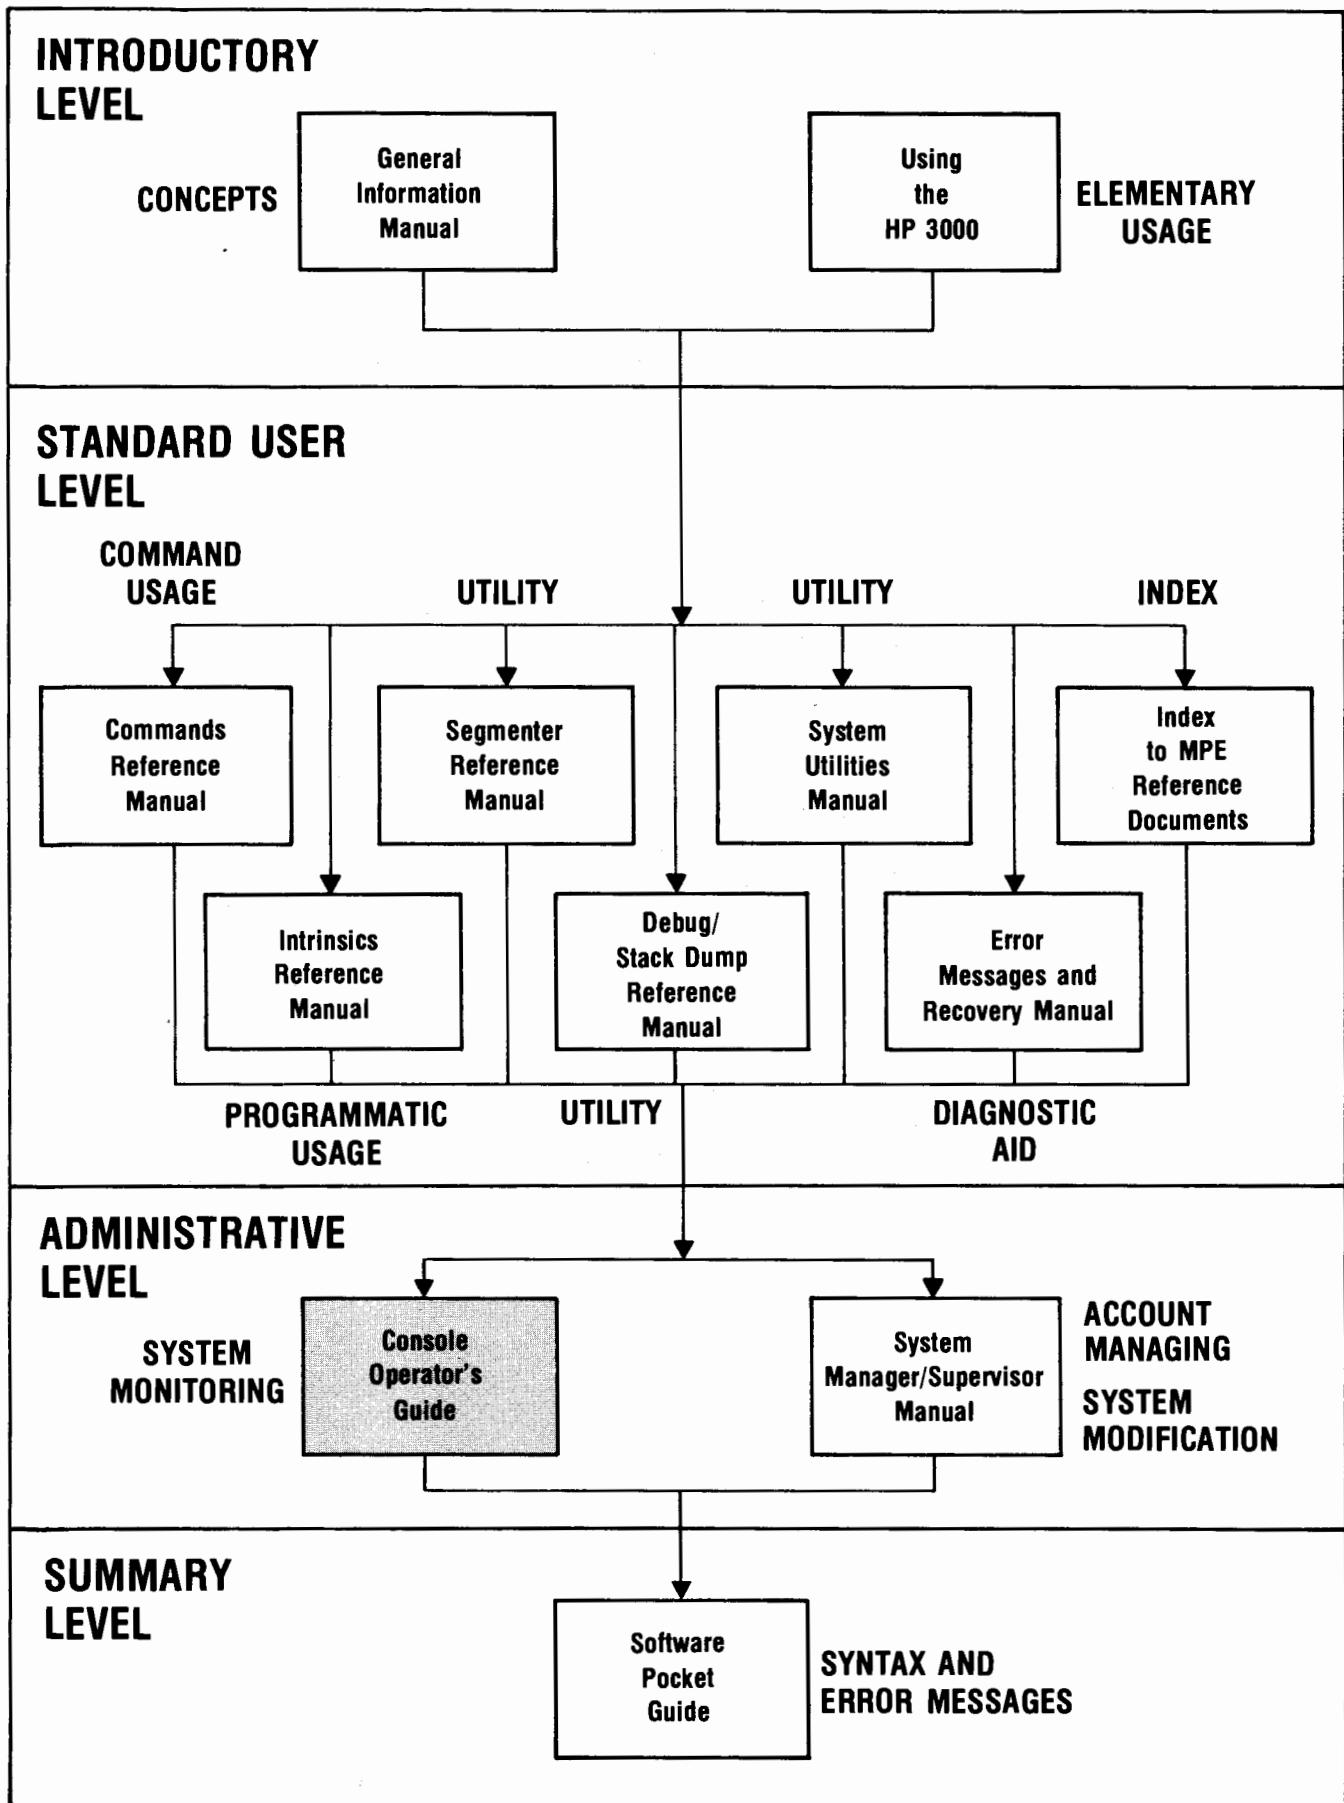 INTRODUCTORY
LEVEL
CONCEPTS
General
Information
Manual
Using
the
HP 3000
ELEMENTARY
USAGE
STANDARD USER
LEVEL
COMMAND
USAGE
UTILITY
UTILITY
INDEX
Commands
Reference
Manual
Segmenter
Reference
Manual
System
Utilities
Manual
Index
to MPE
Reference
Documents
Intrinsics
Reference
Manual
Debug/
Stack Dump
Reference
Manual
Error
Messages and
Recovery Manual
PROGRAMMATIC
USAGE
UTILITY
DIAGNOSTIC
AID
ADMINISTRATIVE
LEVEL
SYSTEM
MONITORING
Console
Operator's
Guide
System
Manager/Supervisor
Manual
ACCOUNT
MANAGING
SYSTEM
MODIFICATION
SUMMARY
LEVEL
Software
Pocket
Guide
SYNTAX AND
ERROR MESSAGES